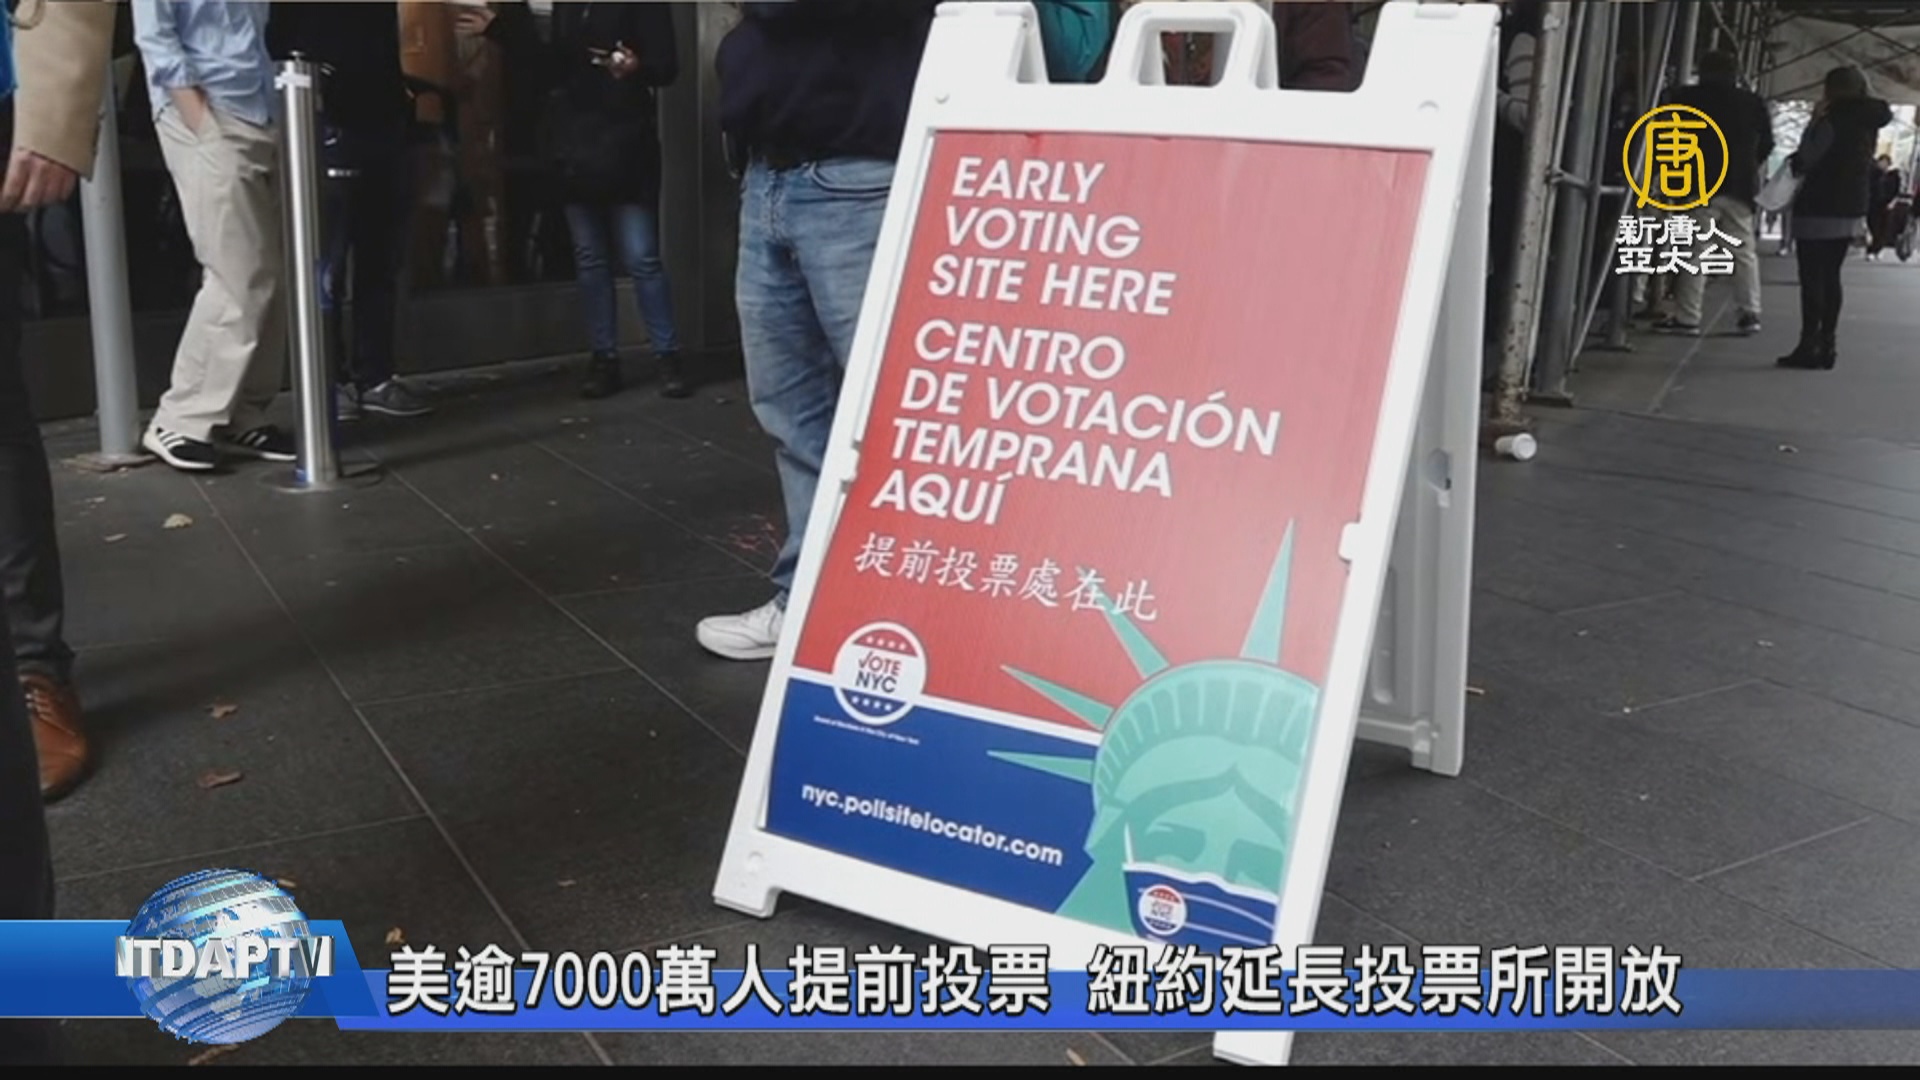 EARLY
VOTING
SITE HERE
CENTRO
DE VOTACIÓN
TEMPRANA
AQUÍ
提前投票處在此
VOTE
NYC
nyc.pollsitelocator.com
唐
新唐人
亞太台
NTDAPTV
美逾7000萬人提前投票 紐約延長投票所開放